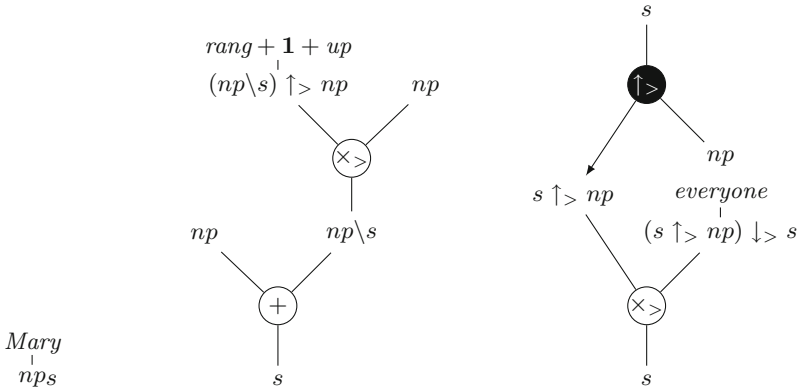 s
rang + 1 + up
(np\s) ↑> np
np
↑>
×>
np
s ↑> np
everyone
np
np\s
(s ↑> np) ↓> s
+
×>
Mary
nps
s
s